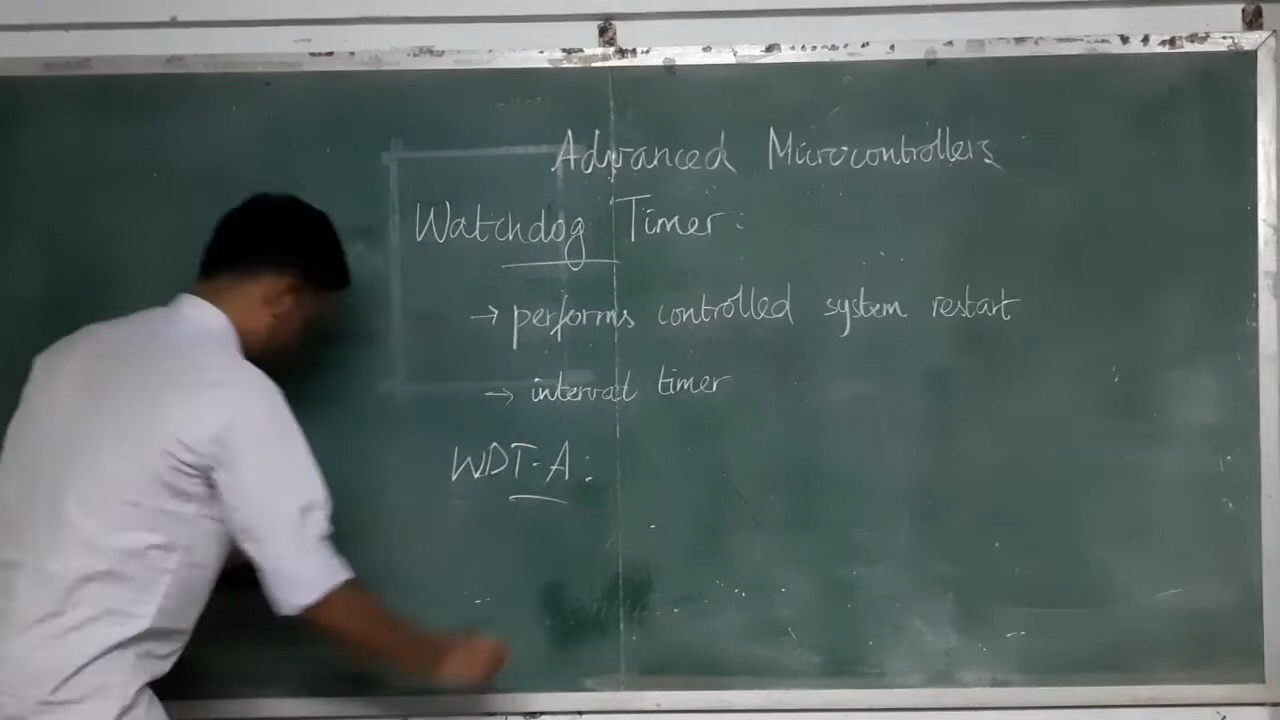 Advanced Microcontrollers
Watchdog Timer:
→ performs controlled system restart
→ interval timer
WDT-A: